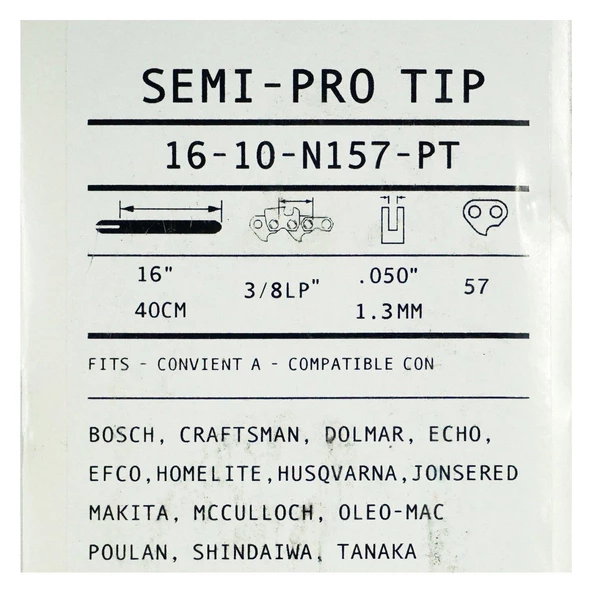 SEMI-PRO TIP
16-10-N157-PT
16" 3/8LP" .050" 57
40CM 1.3MM
FITS - CONVIENT A - COMPATIBLE CON
BOSCH, CRAFTSMAN, DOLMAR, ECHO,
EFCO,HOMELITE,HUSQVARNA,JONSERED
MAKITA, MCCULLOCH, OLEO-MAC
POULAN, SHINDAIWA, TANAKA